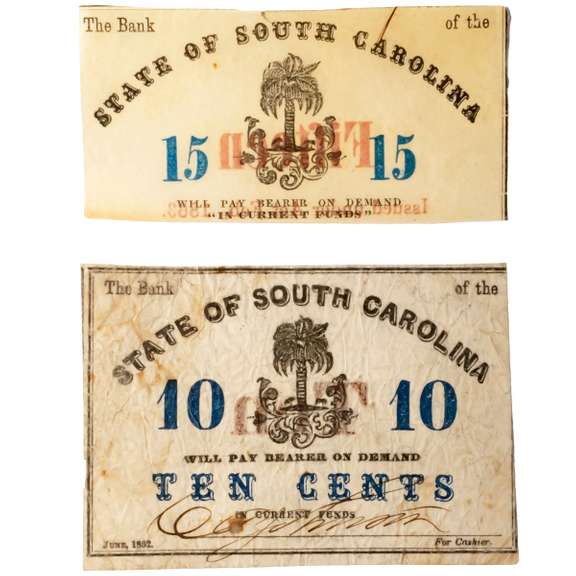 The Bank of the
STATE OF SOUTH CAROLINA
15 Fifteen 15
WILL PAY BEARER ON DEMAND
"IN CURRENT FUNDS"
The Bank of the
STATE OF SOUTH CAROLINA
10 Ten 10
WILL PAY BEARER ON DEMAND
TEN CENTS
IN CURRENT FUNDS
June, 1862. For Cashier.